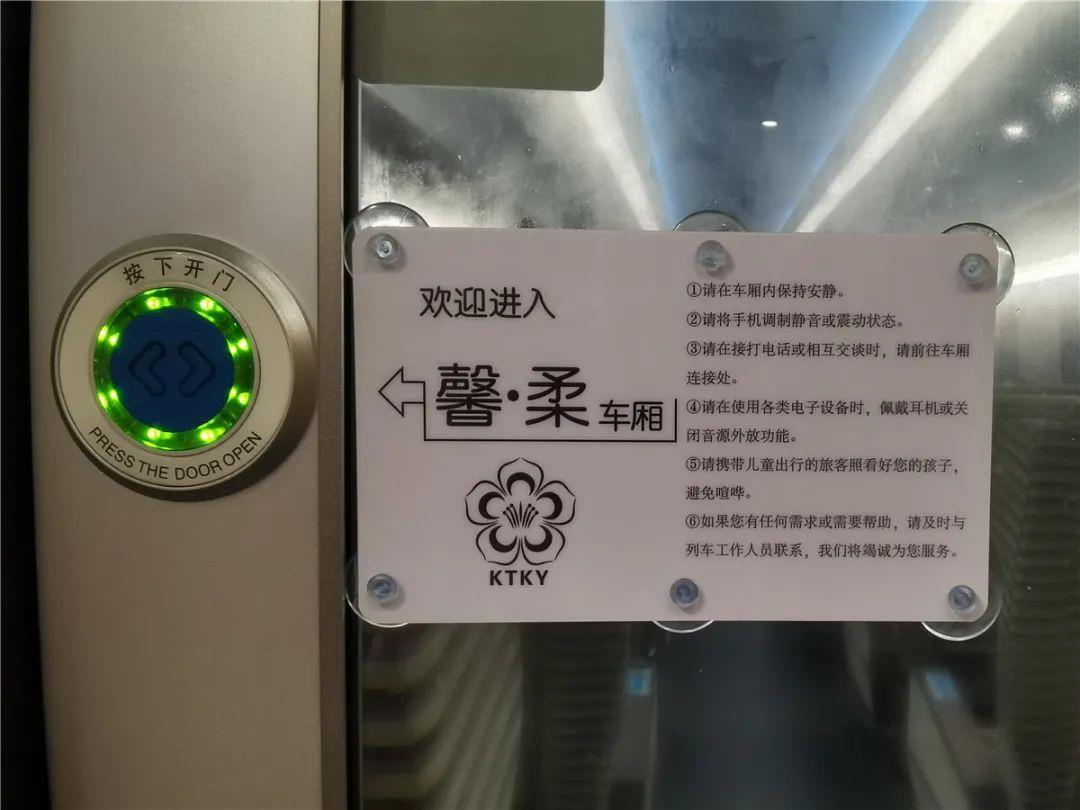 按下开门
PRESS THE DOOR OPEN
欢迎进入
馨·柔 车厢
KTKY
①请在车厢内保持安静。
②请将手机调制静音或震动状态。
③请在接打电话或相互交谈时，请前往车厢
连接处。
④请在使用各类电子设备时，佩戴耳机或关
闭音源外放功能。
⑤请携带儿童出行的旅客照看好您的孩子，
避免喧哗。
⑥如果您有任何需求或需要帮助，请及时与
列车工作人员联系，我们将竭诚为您服务。